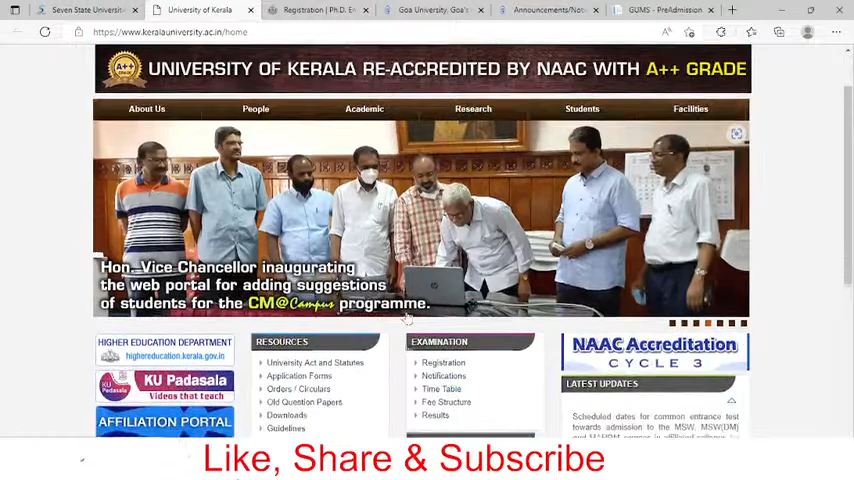 Seven State Universiti
University of Kerala
Registration | Ph.D. En
Goa University, Goa's
Announcements/Noti
GUMS - PreAdmission
https://www.keralauniversity.ac.in/home
A++ GRADE
UNIVERSITY OF KERALA RE-ACCREDITED BY NAAC WITH A++ GRADE
About Us
People
Academic
Research
Students
Facilities
Hon. Vice Chancellor inaugurating
the web portal for adding suggestions
of students for the CM@Campus programme.
HIGHER EDUCATION DEPARTMENT
highereducation.kerala.gov.in
KU Padasala
Videos that teach
AFFILIATION PORTAL
RESOURCES
University Act and Statutes
Application Forms
Orders / Circulars
Old Question Papers
Downloads
Guidelines
EXAMINATION
Registration
Notifications
Time Table
Fee Structure
Results
NAAC Accreditation
CYCLE 3
LATEST UPDATES
Scheduled dates for common entrance test
towards admission to the MSW, MSW(DM)
Like, Share & Subscribe